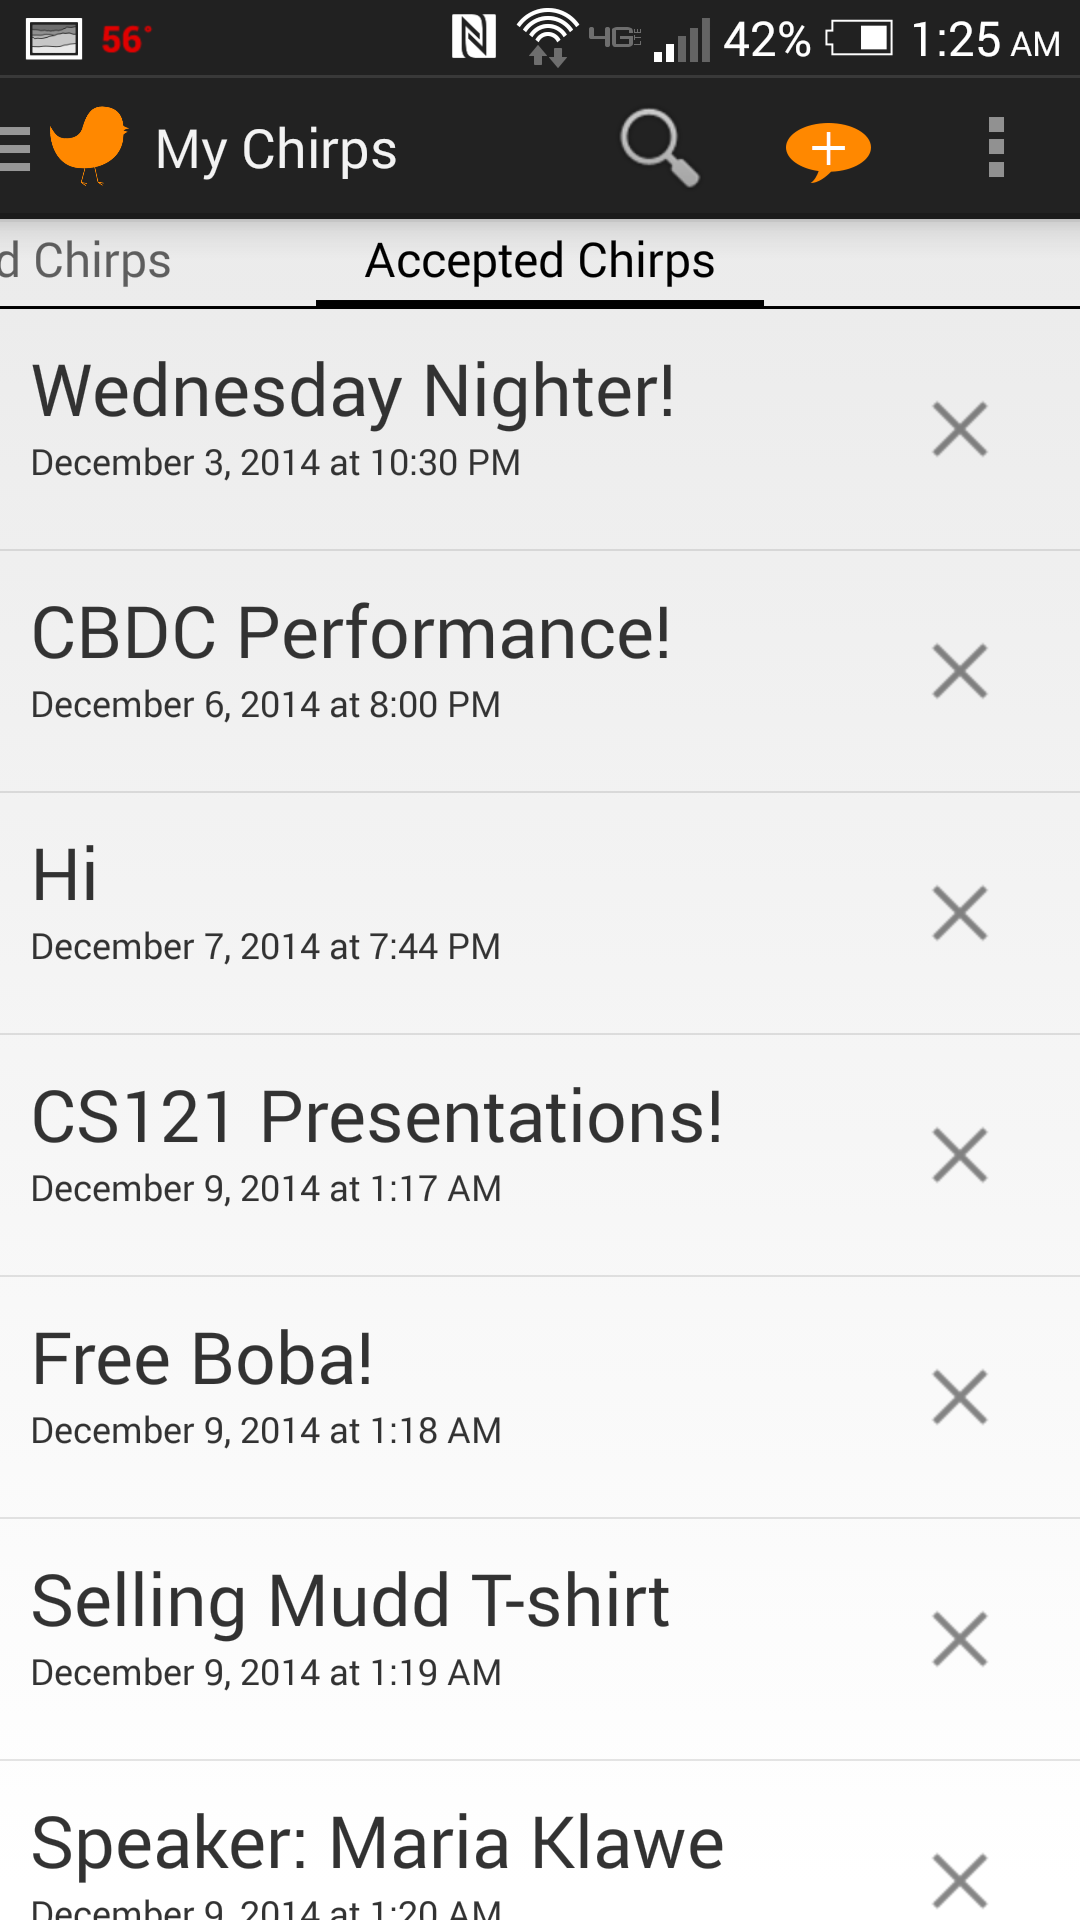 56°
4G LTE 42% 1:25 AM
My Chirps
d Chirps
Accepted Chirps
Wednesday Nighter!
December 3, 2014 at 10:30 PM
CBDC Performance!
December 6, 2014 at 8:00 PM
Hi
December 7, 2014 at 7:44 PM
CS121 Presentations!
December 9, 2014 at 1:17 AM
Free Boba!
December 9, 2014 at 1:18 AM
Selling Mudd T-shirt
December 9, 2014 at 1:19 AM
Speaker: Maria Klawe
December 9, 2014 at 1:20 AM